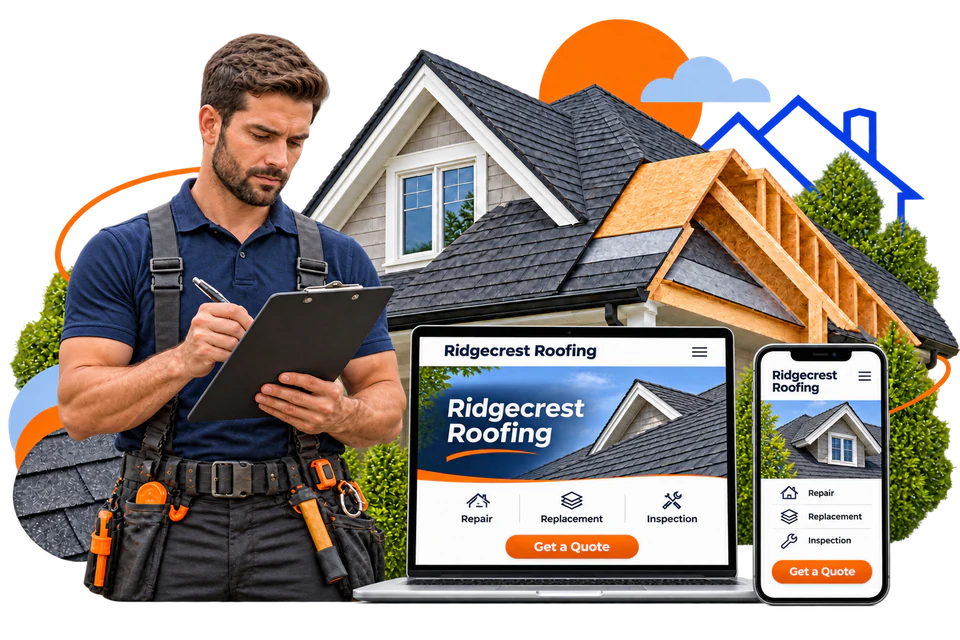 Ridgecrest Roofing
Ridgecrest
Roofing
Repair
Replacement
Inspection
Get a Quote
Ridgecrest
Roofing
Repair
Replacement
Inspection
Get a Quote